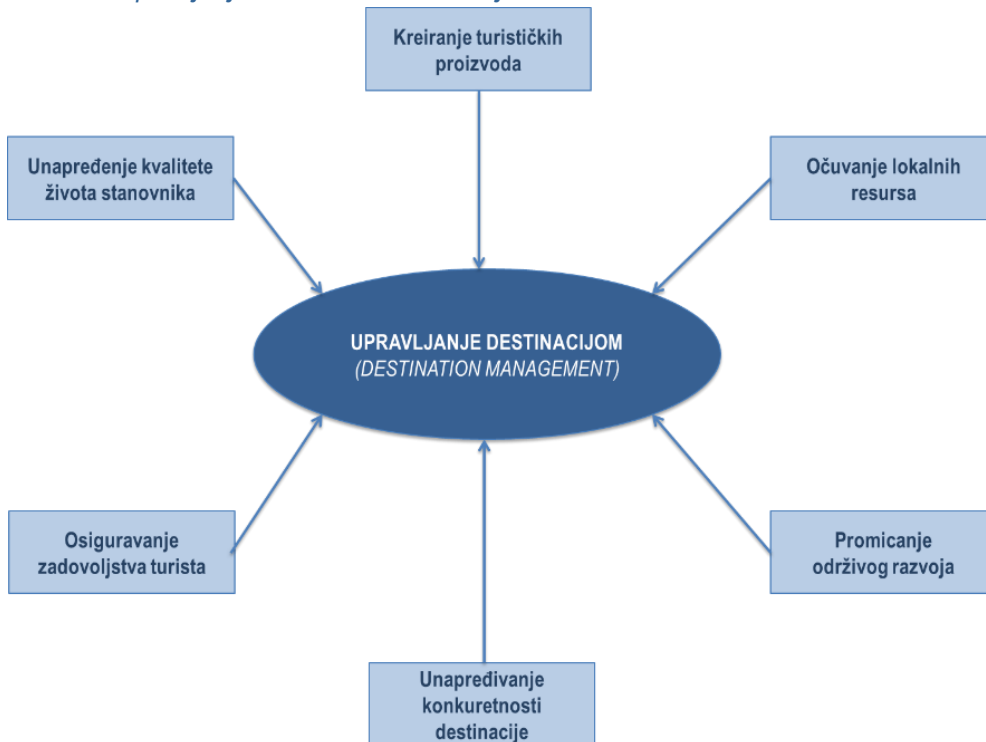 Kreiranje turističkih
proizvoda
Unapređenje kvalitete
života stanovnika
Očuvanje lokalnih
resursa
UPRAVLJANJE DESTINACIJOM
(DESTINATION MANAGEMENT)
Osiguravanje
zadovoljstva turista
Promicanje
održivog razvoja
Unapređivanje
konkuretnosti
destinacije